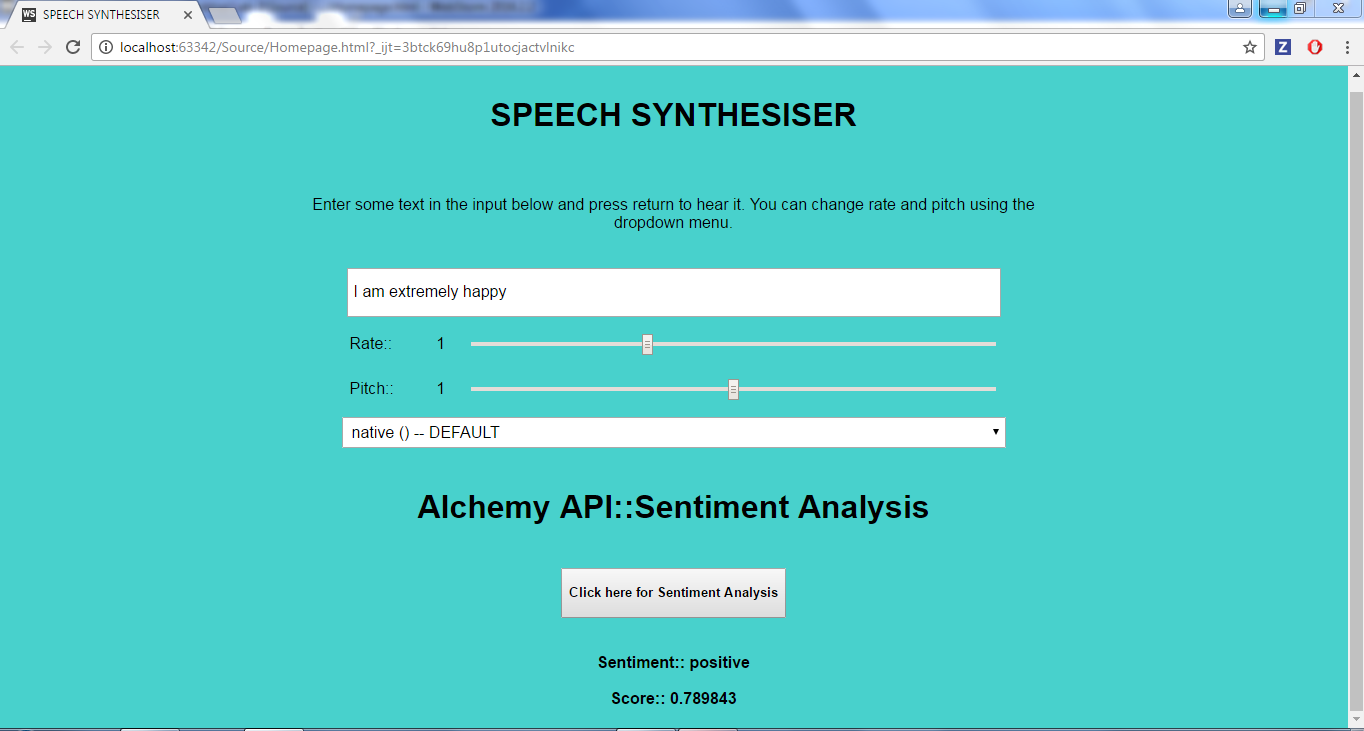 SPEECH SYNTHESISER
localhost:63342/Source/Homepage.html?_ijt=3btck69hu8p1utocjactvlnikc
SPEECH SYNTHESISER
Enter some text in the input below and press return to hear it. You can change rate and pitch using the
dropdown menu.
I am extremely happy
Rate:: 1
Pitch:: 1
native () -- DEFAULT
Alchemy API::Sentiment Analysis
Click here for Sentiment Analysis
Sentiment:: positive
Score:: 0.789843